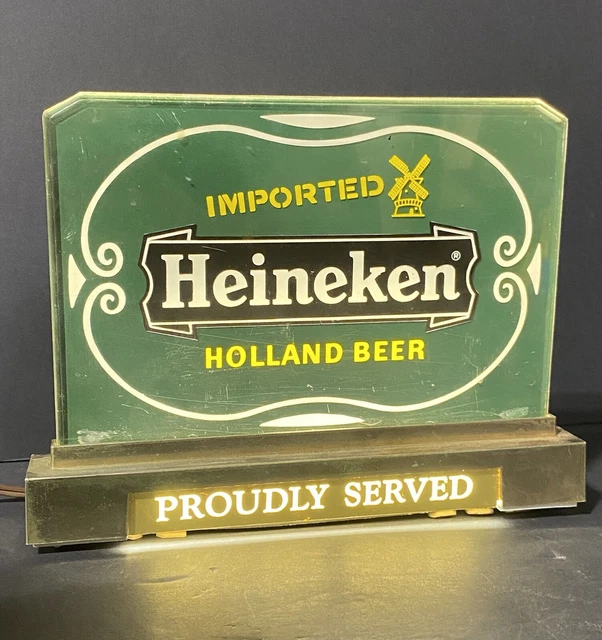 IMPORTED
Heineken®
HOLLAND BEER
PROUDLY SERVED